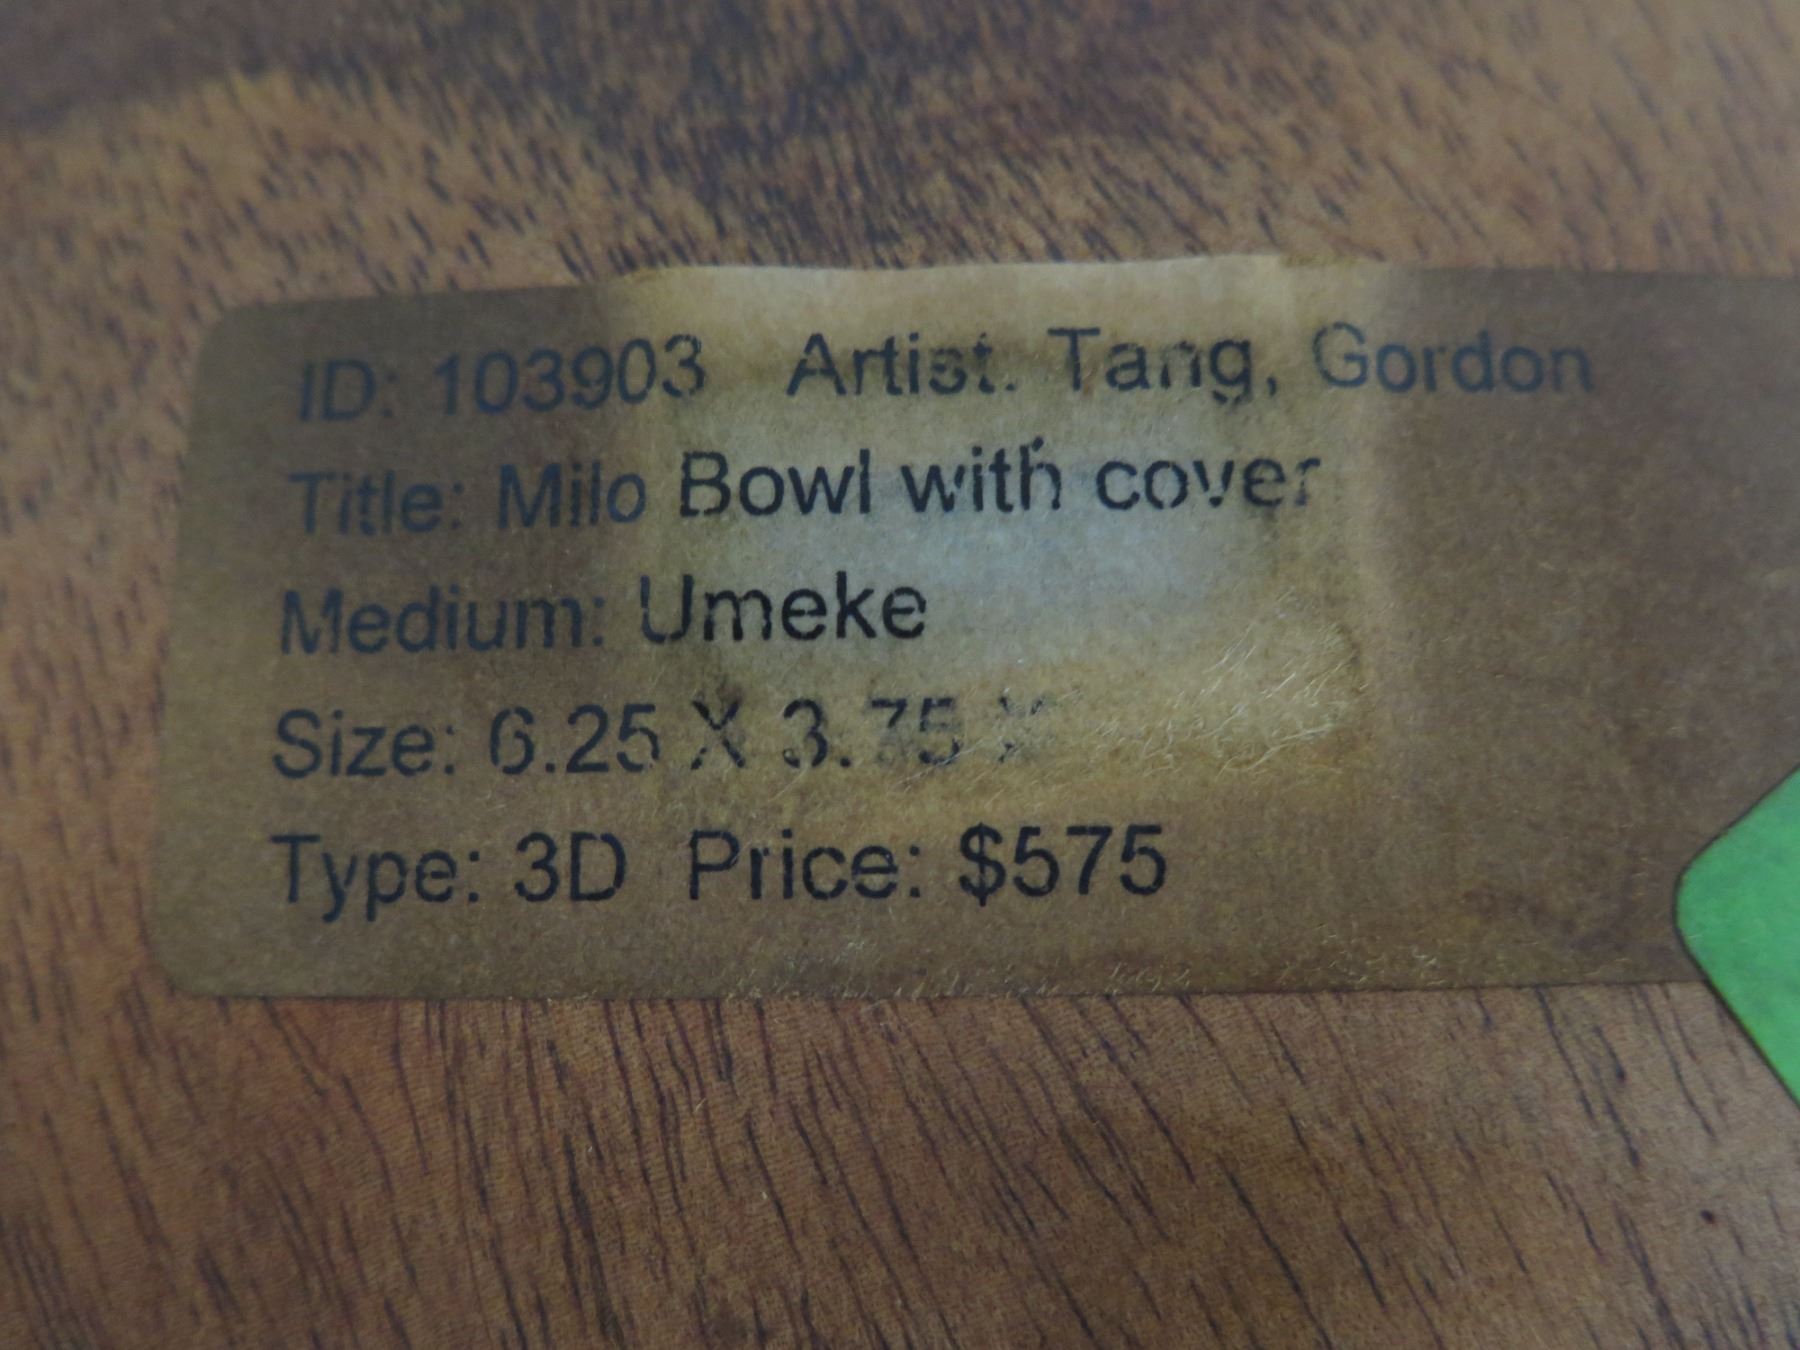 ID: 103903 Artist: Tang, Gordon
Title: Milo Bowl with cover
Medium: Umeke
Size: 6.25 X 3.75 X
Type: 3D Price: $575